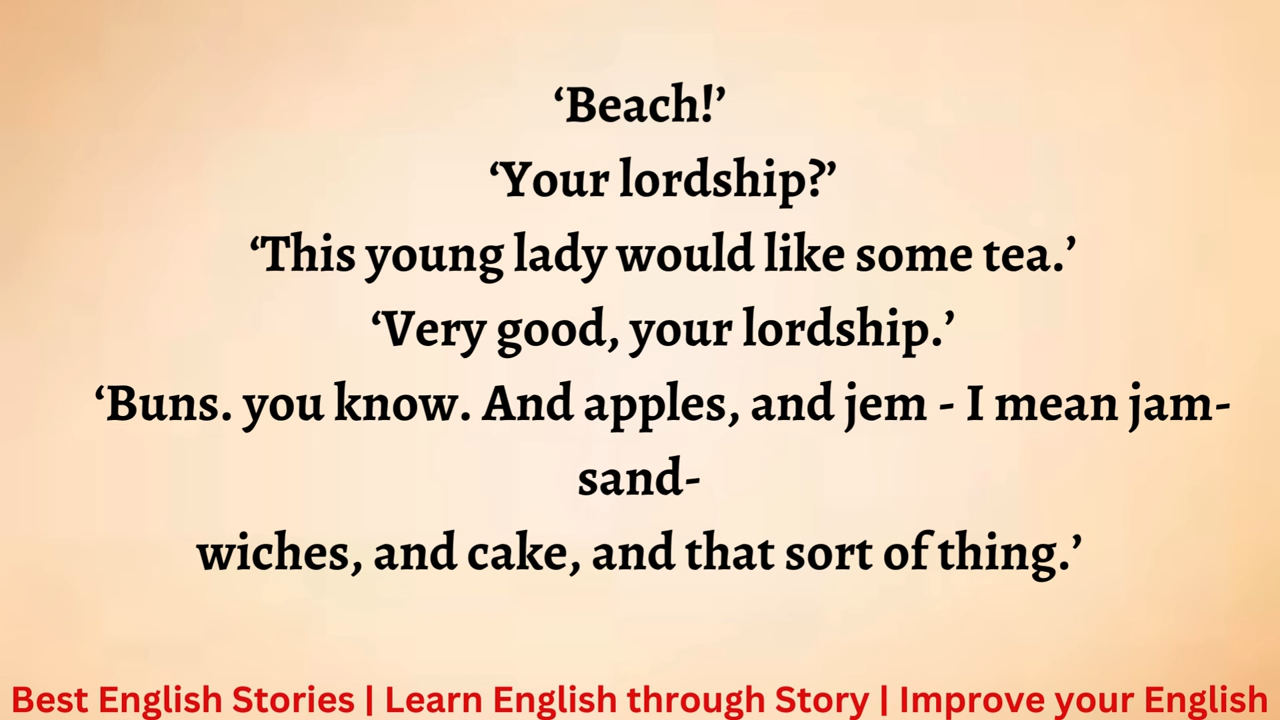 ‘Beach!’
‘Your lordship?’
‘This young lady would like some tea.’
‘Very good, your lordship.’
‘Buns. you know. And apples, and jem - I mean jam-
sand-
wiches, and cake, and that sort of thing.’
Best English Stories | Learn English through Story | Improve your English